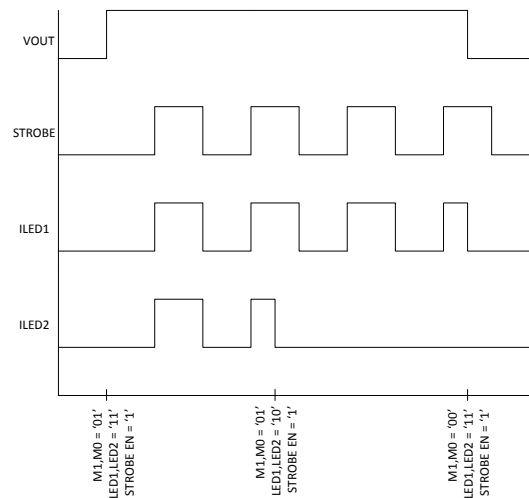 VOUT
STROBE
ILED1
ILED2
M1,M0 = ‘01’
LED1,LED2 = ‘11’
STROBE EN = ‘1’
M1,M0 = ‘01’
LED1,LED2 = ‘10’
STROBE EN = ‘1’
M1,M0 = ‘00’
LED1,LED2 = ‘11’
STROBE EN = ‘1’